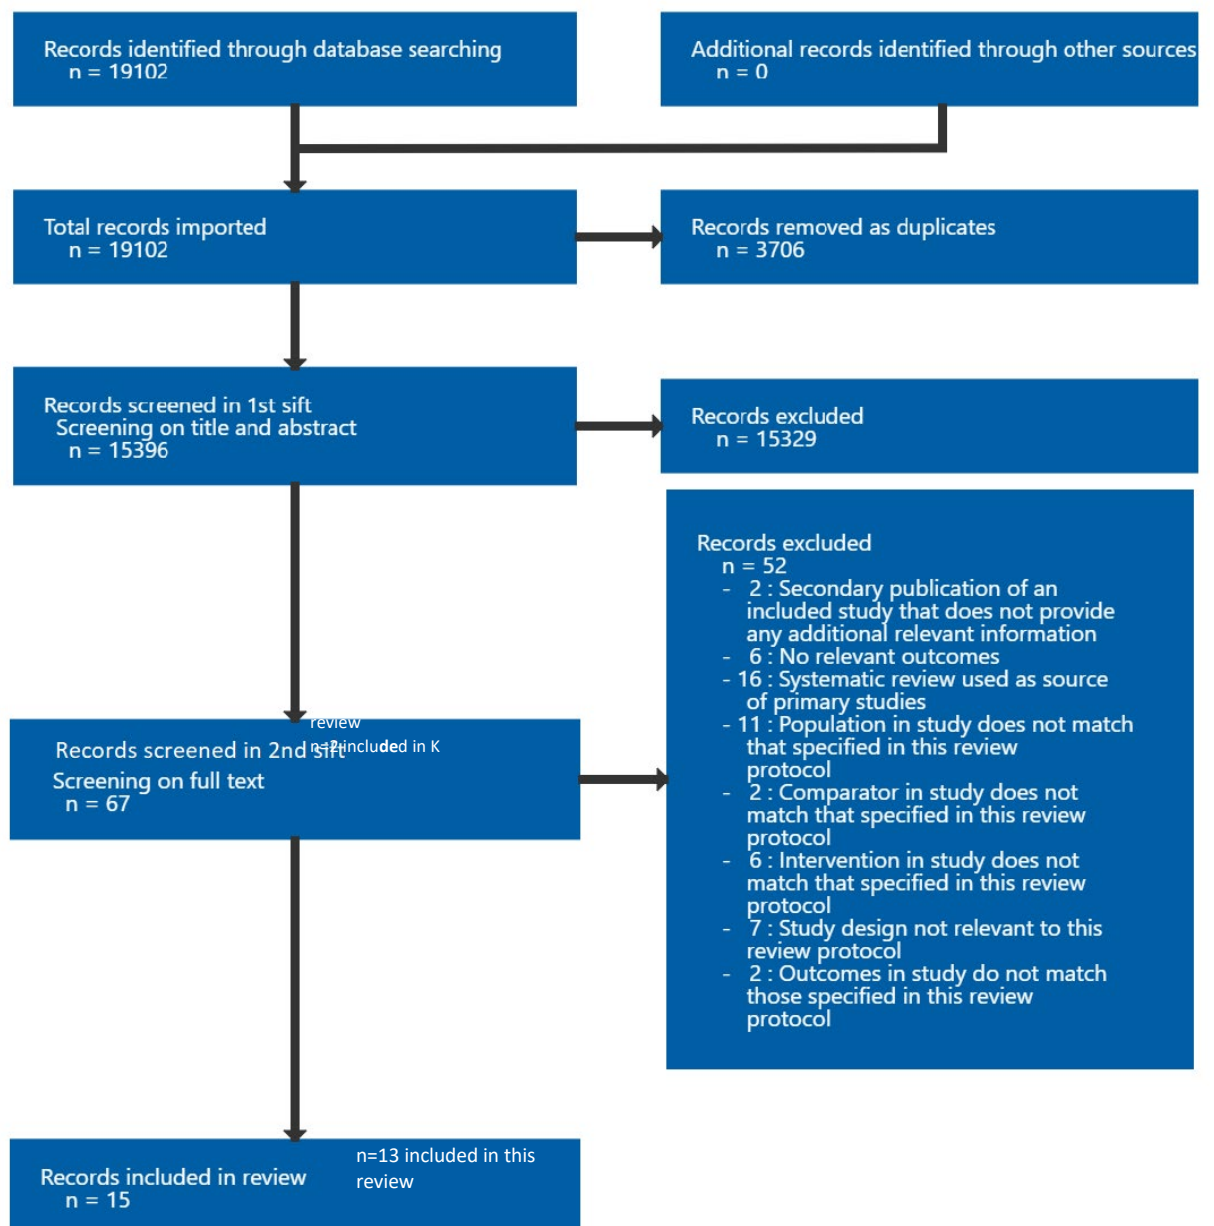 Records identified through database searching
n = 19102
Additional records identified through other sources
n = 0
Total records imported
n = 19102
Records removed as duplicates
n = 3706
Records screened in 1st sift
Screening on title and abstract
n = 15396
Records excluded
n = 15329
Records excluded
n = 52
- 2 : Secondary publication of an
included study that does not provide
any additional relevant information
- 6 : No relevant outcomes
- 16 : Systematic review used as source
of primary studies
- 11 : Population in study does not match
that specified in this review
protocol
- 2 : Comparator in study does not
match that specified in this review
protocol
- 6 : Intervention in study does not
match that specified in this review
protocol
- 7 : Study design not relevant to this
review protocol
- 2 : Outcomes in study do not match
those specified in this review
protocol
review
included in K
Records screened in 2nd sift
Screening on full text
n = 67
Records included in review
n = 15
n=13 included in this
review